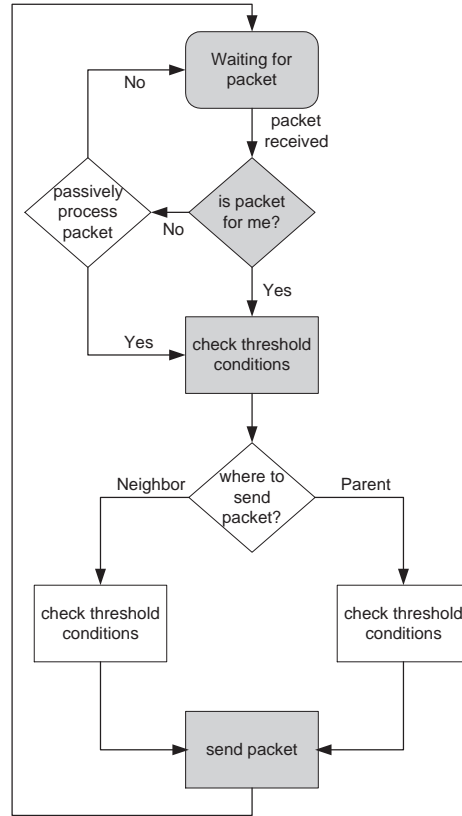 Waiting for
packet
No
packet
received
passively
process
packet
is packet
for me?
No
Yes
Yes
check threshold
conditions
where to
send
packet?
Neighbor
Parent
check threshold
conditions
check threshold
conditions
send packet